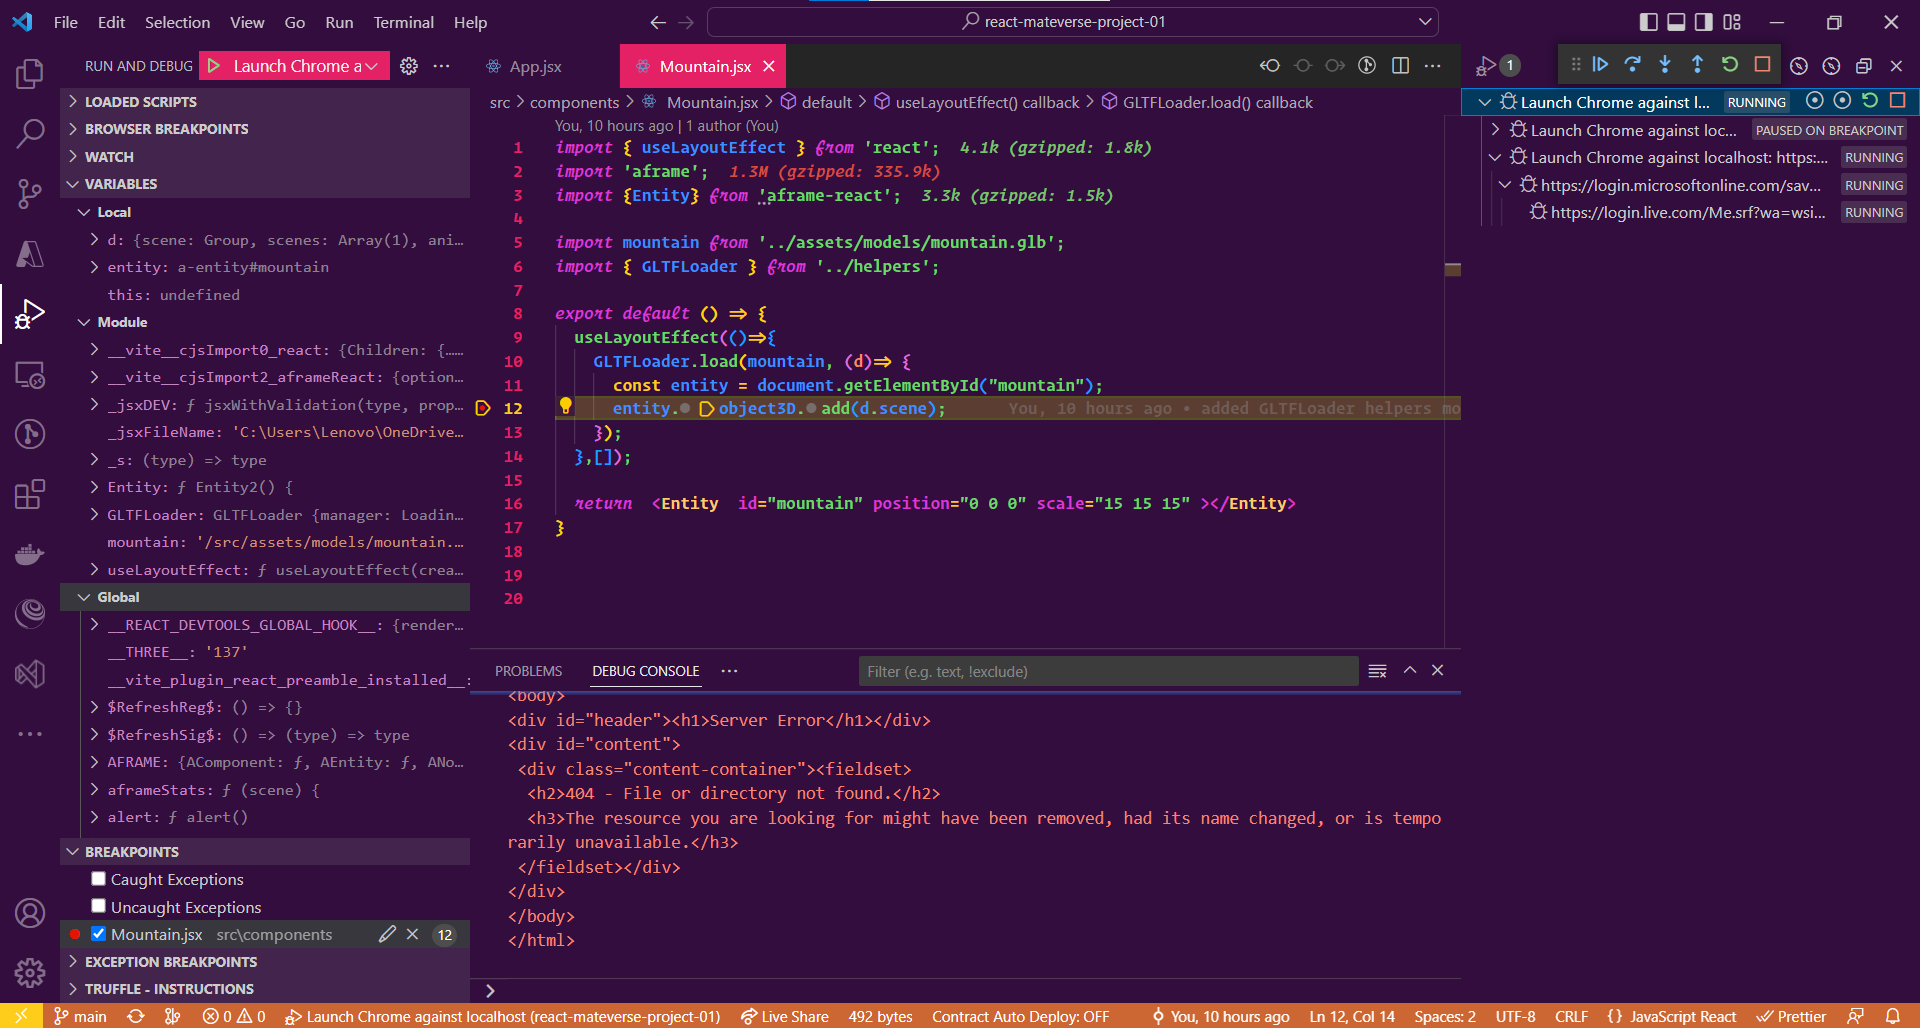 File Edit Selection View Go Run Terminal Help
react-mateverse-project-01
RUN AND DEBUG
Launch Chrome a
LOADED SCRIPTS
BROWSER BREAKPOINTS
WATCH
VARIABLES
Local
d: {scene: Group, scenes: Array(1), ani…
entity: a-entity#mountain
this: undefined
Module
__vite__cjsImport0_react: {Children: {……
__vite__cjsImport2_aframeReact: {option…
_jsxDEV: ƒ jsxWithValidation(type, prop…
_jsxFileName: 'C:\Users\Lenovo\OneDrive…
_s: (type) => type
Entity: ƒ Entity2() {
GLTFLoader: GLTFLoader {manager: Loadin…
mountain: '/src/assets/models/mountain.…
useLayoutEffect: ƒ useLayoutEffect(crea…
Global
__REACT_DEVTOOLS_GLOBAL_HOOK__: {render…
__THREE__: '137'
__vite_plugin_react_preamble_installed__:
$RefreshReg$: () => {}
$RefreshSig$: () => (type) => type
AFRAME: {AComponent: ƒ, AEntity: ƒ, ANo…
aframeStats: ƒ (scene) {
alert: ƒ alert()
BREAKPOINTS
Caught Exceptions
Uncaught Exceptions
Mountain.jsx src\components 12
EXCEPTION BREAKPOINTS
TRUFFLE - INSTRUCTIONS
App.jsx
Mountain.jsx
src > components > Mountain.jsx > default > useLayoutEffect() callback > GLTFLoader.load() callback
You, 10 hours ago | 1 author (You)
1 import { useLayoutEffect } from 'react'; 4.1k (gzipped: 1.8k)
2 import 'aframe'; 1.3M (gzipped: 335.9k)
3 import {Entity} from 'aframe-react'; 3.3k (gzipped: 1.5k)
4
5 import mountain from '../assets/models/mountain.glb';
6 import { GLTFLoader } from '../helpers';
7
8 export default () => {
9 useLayoutEffect(()=>{
10 GLTFLoader.load(mountain, (d)=> {
11 const entity = document.getElementById("mountain");
12 entity.object3D.add(d.scene); You, 10 hours ago • added GLTFLoader helpers mo
13 });
14 },[]);
15
16 return <Entity id="mountain" position="0 0 0" scale="15 15 15" ></Entity>
17 }
18
19
20
PROBLEMS DEBUG CONSOLE
Filter (e.g. text, !exclude)
<body>
<div id="header"><h1>Server Error</h1></div>
<div id="content">
<div class="content-container"><fieldset>
<h2>404 - File or directory not found.</h2>
<h3>The resource you are looking for might have been removed, had its name changed, or is tempo
rarily unavailable.</h3>
</fieldset></div>
</div>
</body>
</html>
1
Launch Chrome against l... RUNNING
Launch Chrome against loc... PAUSED ON BREAKPOINT
Launch Chrome against localhost: https:... RUNNING
https://login.microsoftonline.com/sav... RUNNING
https://login.live.com/Me.srf?wa=wsi... RUNNING
main 0 0 Launch Chrome against localhost (react-mateverse-project-01) Live Share 492 bytes Contract Auto Deploy: OFF You, 10 hours ago Ln 12, Col 14 Spaces: 2 UTF-8 CRLF {} JavaScript React Prettier